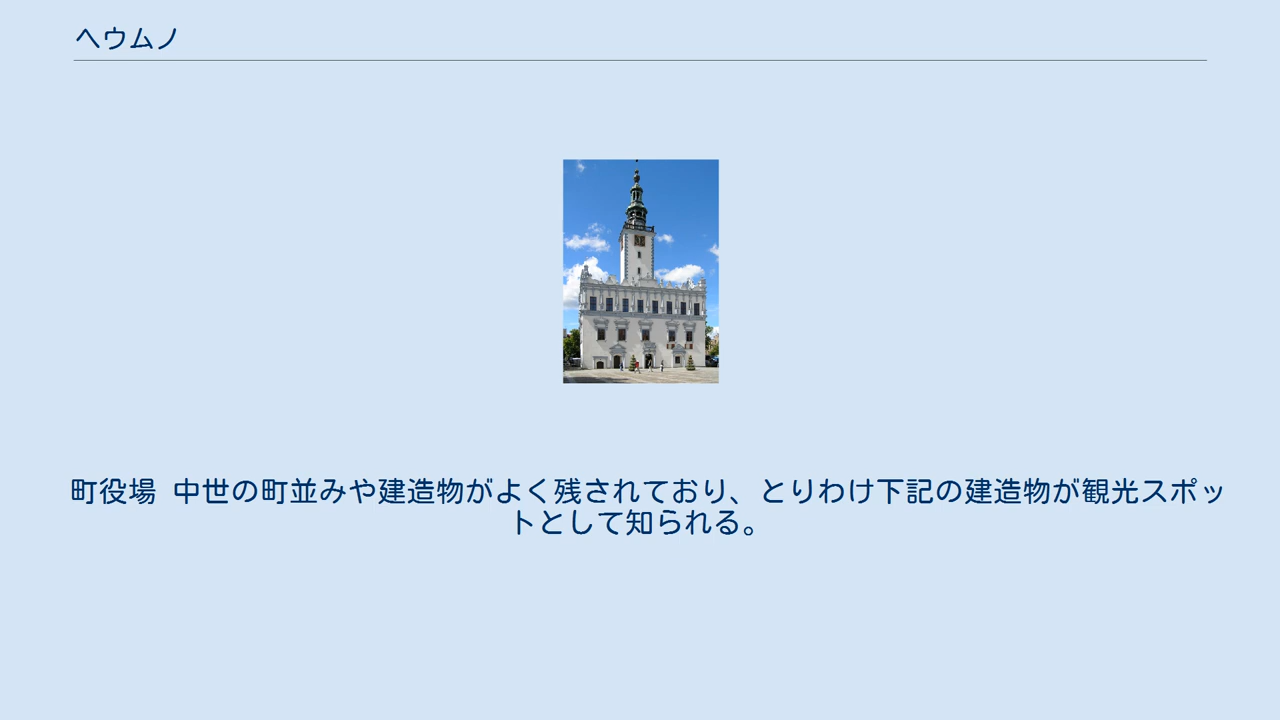 ヘウムノ
町役場 中世の町並みや建造物がよく残されており、とりわけ下記の建造物が観光スポッ
トとして知られる。